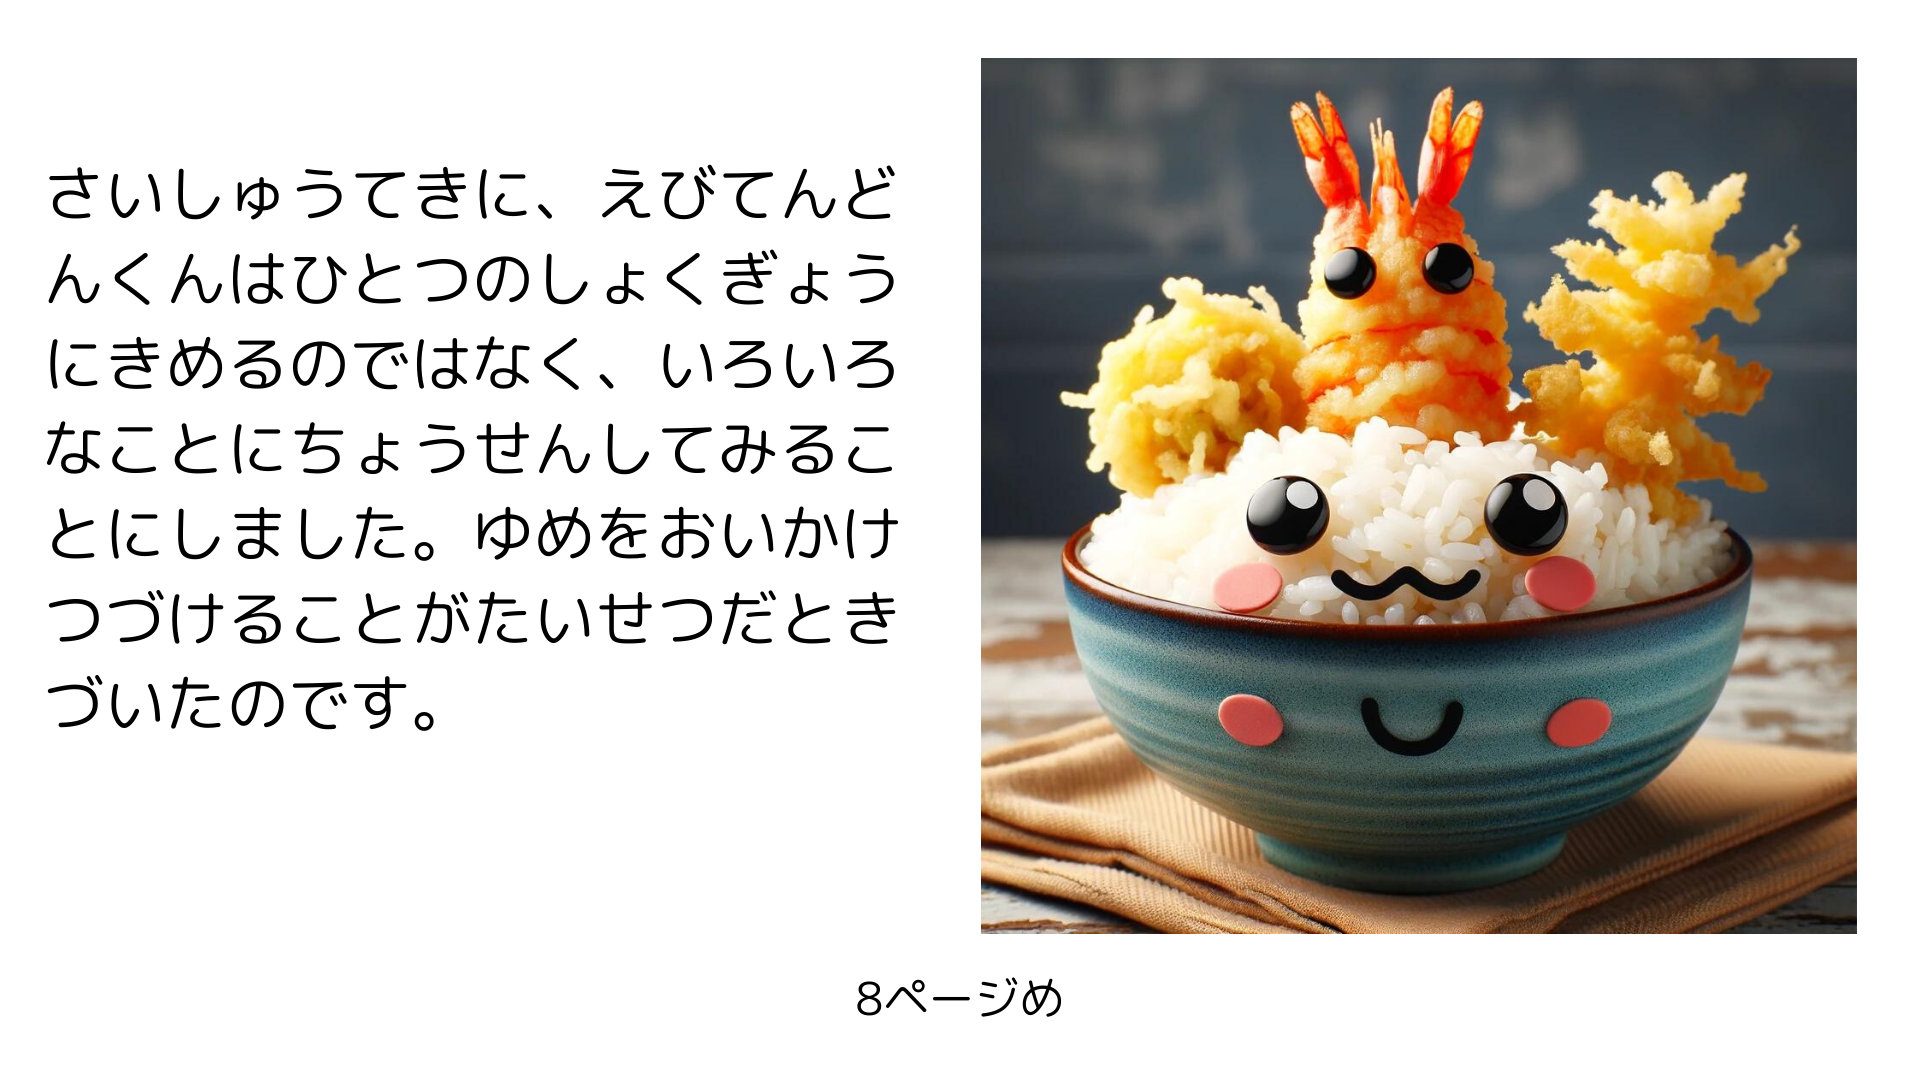 さいしゅうてきに、えびてんど
んくんはひとつのしょくぎょう
にきめるのではなく、いろいろ
なことにちょうせんしてみるこ
とにしました。ゆめをおいかけ
つづけることがたいせつだとき
づいたのです。
8ページめ